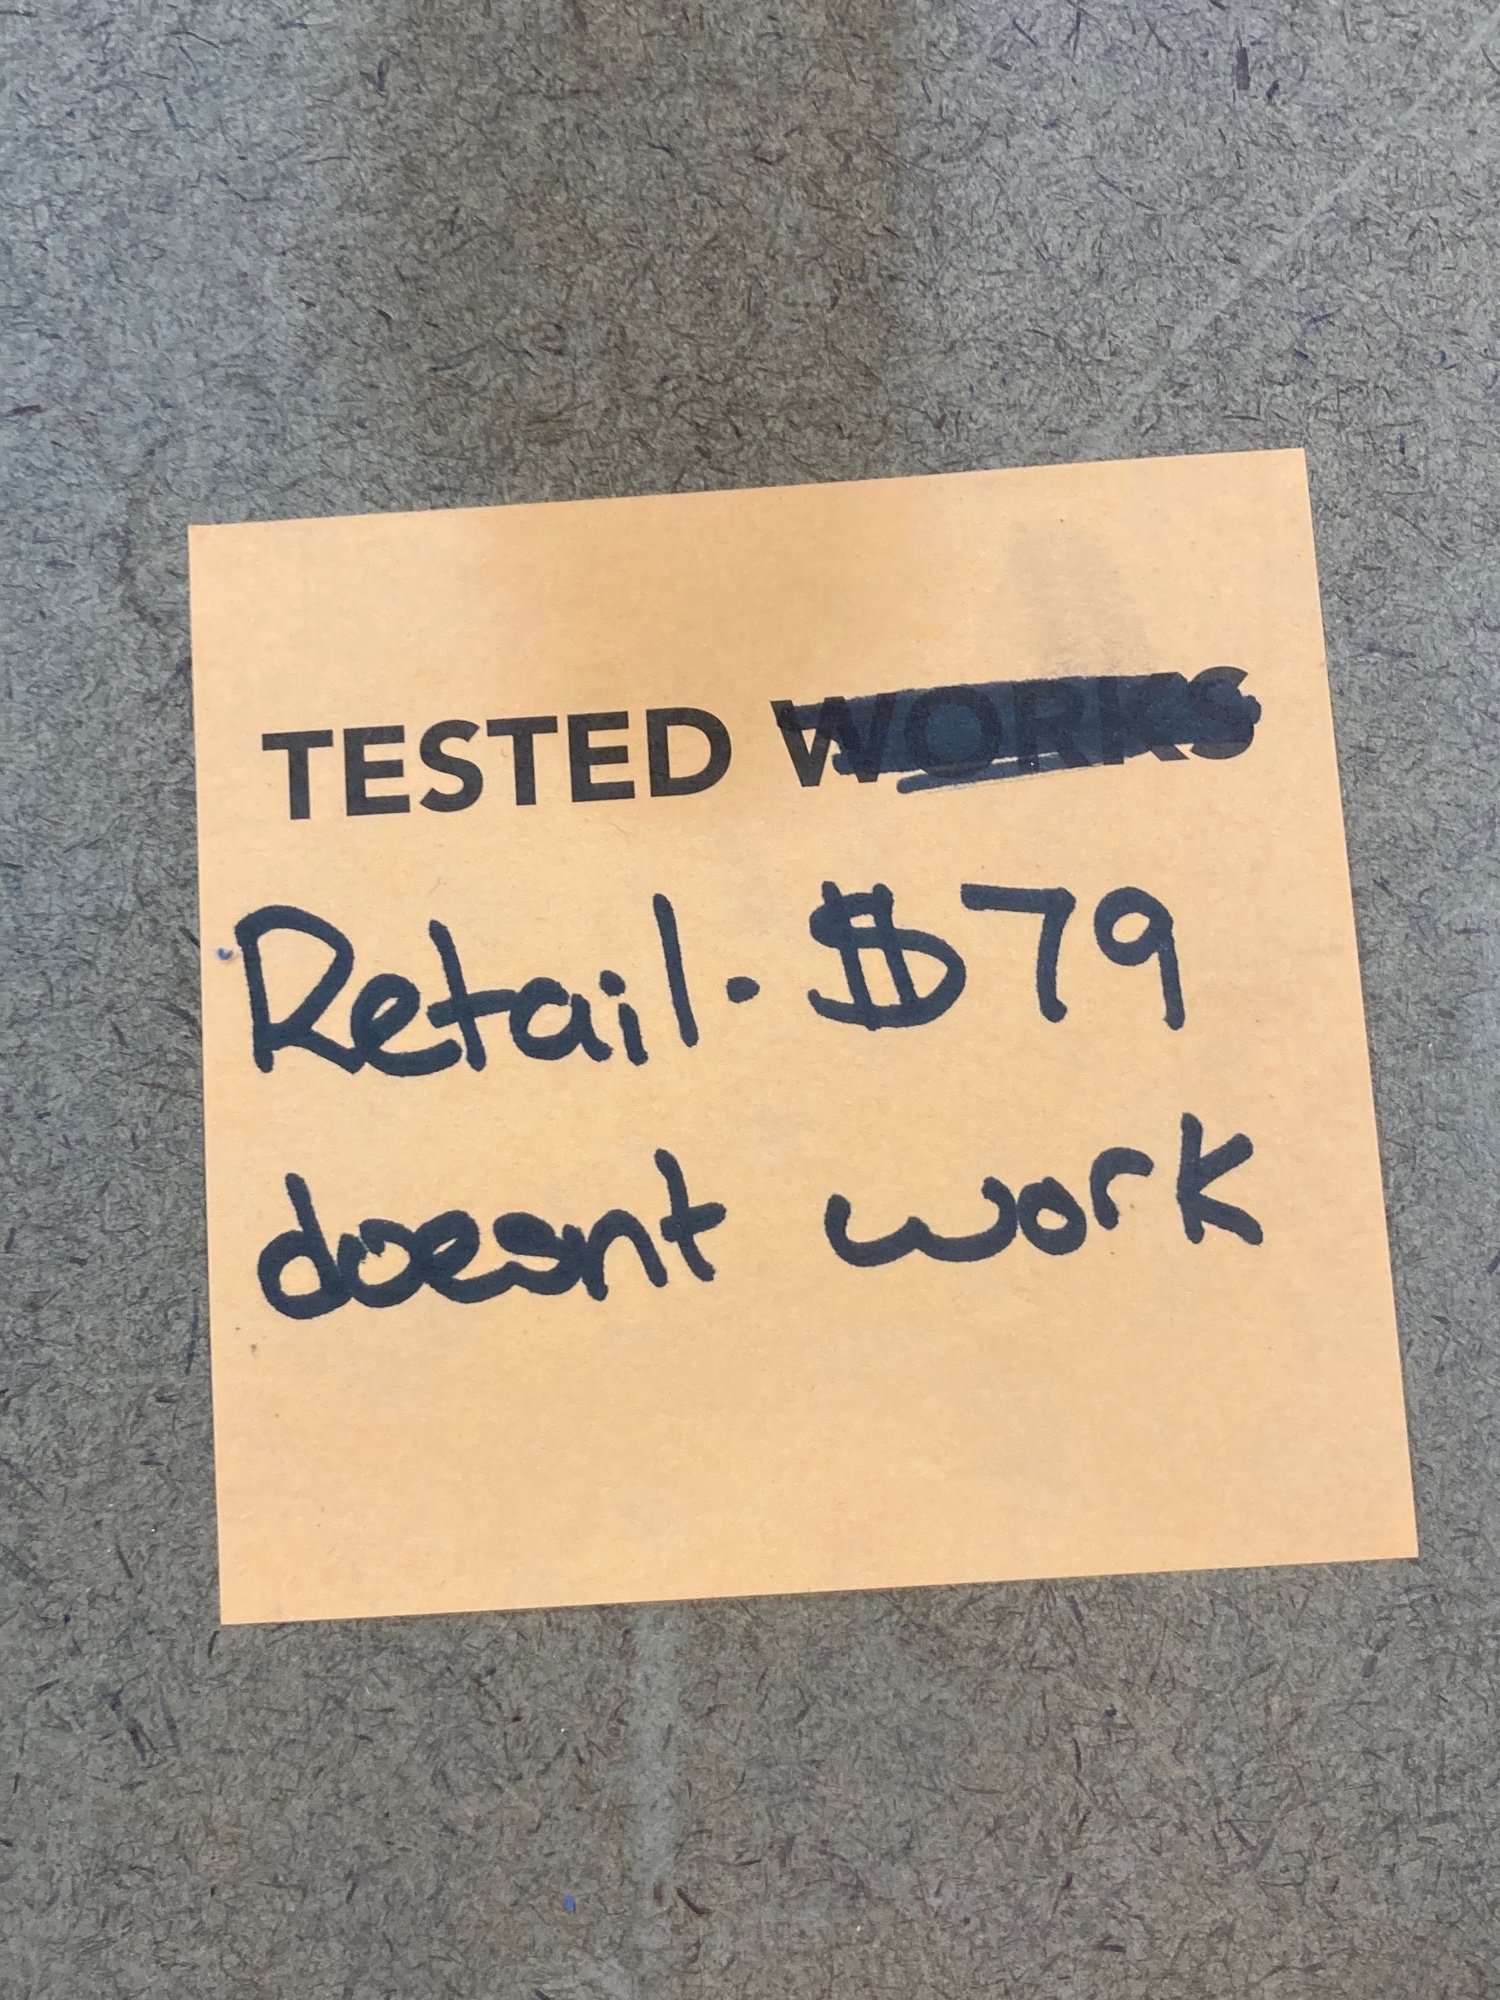 TESTED WORKS
Retail. $79
doesnt work